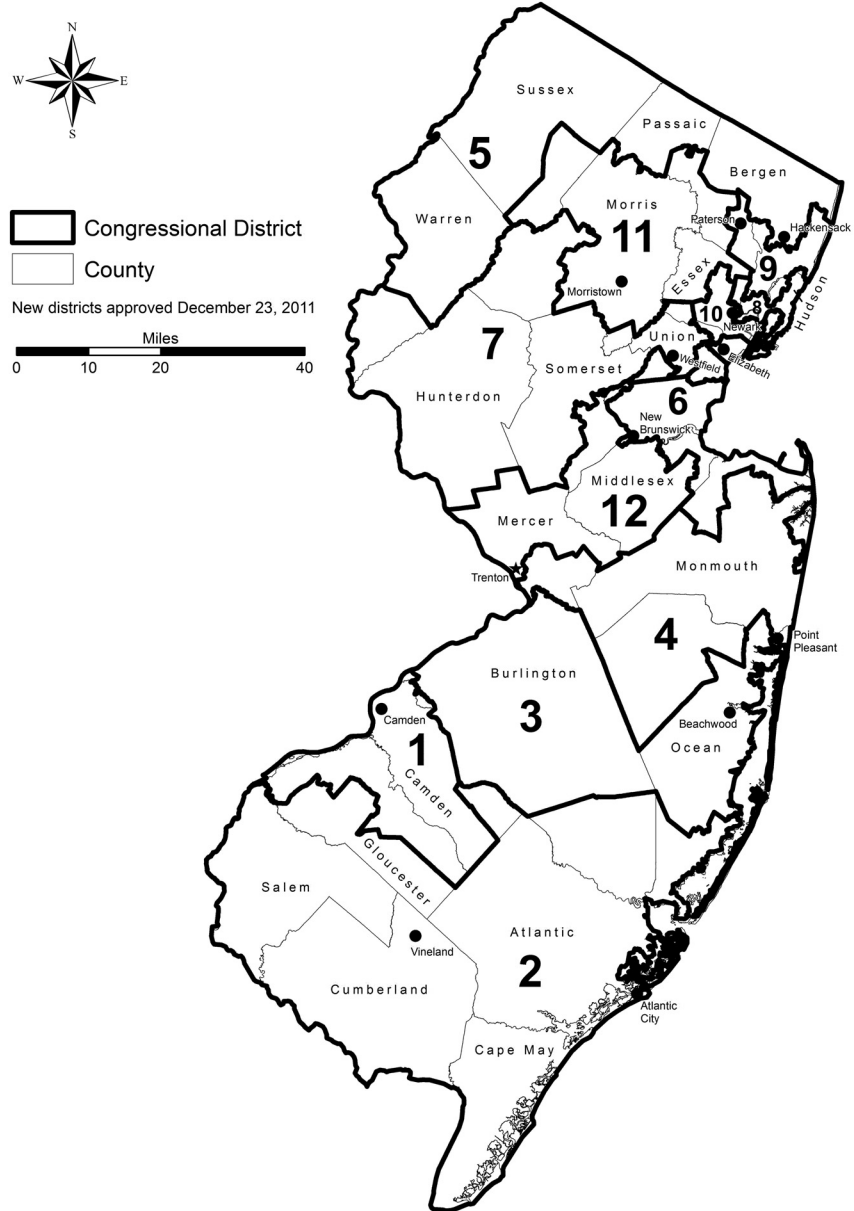 N
W
E
S
Congressional District
County
New districts approved December 23, 2011
Miles
0
10
20
40
Sussex
Passaic
Bergen
5
Warren
Morris
11
Paterson
Hackensack
Essex
9
Morristown
Hudson
10
8
Newark
7
Union
Elizabeth
Westfield
Somerset
Hunterdon
6
New
Brunswick
Middlesex
12
Mercer
Trenton
Monmouth
4
Point
Pleasant
Burlington
3
Camden
1
Beachwood
Ocean
Camden
Gloucester
Salem
Atlantic
Vineland
2
Cumberland
Atlantic
City
Cape May